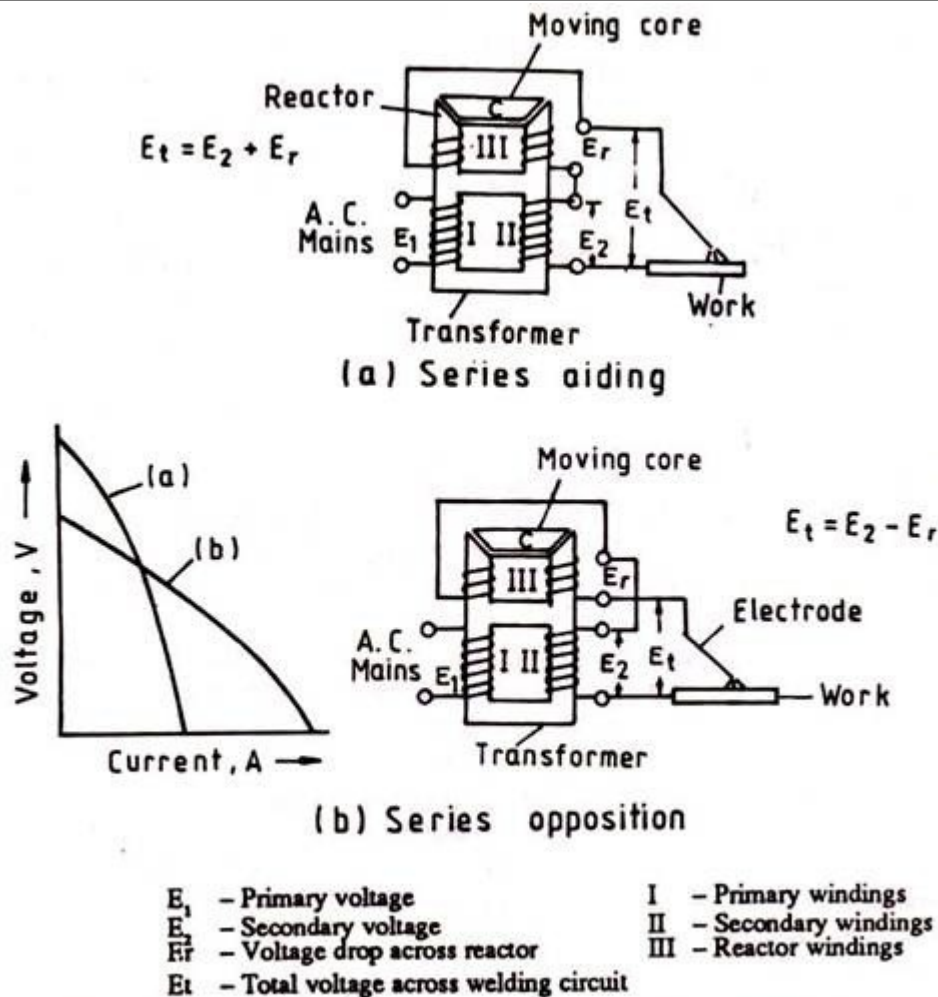 Moving core
Reactor
C
III
Er
Et = E2 + Er
A.C. Mains
E1
I II
T
Et
E2
Work
Transformer
(a) Series aiding
Voltage, V
(a)
(b)
Current, A
Moving core
C
III
Er
Et = E2 - Er
Electrode
A.C. Mains
E1
I II
E2
Et
Work
Transformer
(b) Series opposition
E1 – Primary voltage
E2 – Secondary voltage
Er – Voltage drop across reactor
Et – Total voltage across welding circuit
I – Primary windings
II – Secondary windings
III – Reactor windings